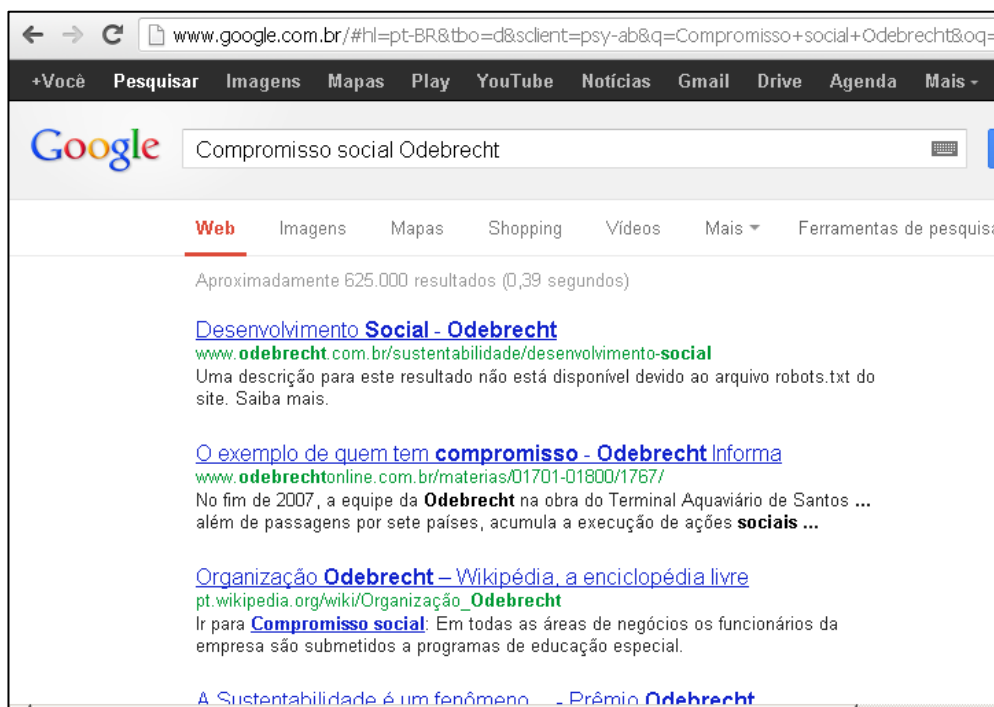 www.google.com.br/#hl=pt-BR&tbo=d&sclient=psy-ab&q=Compromisso+social+Odebrecht&oq=
+Você Pesquisar Imagens Mapas Play YouTube Notícias Gmail Drive Agenda Mais
Google Compromisso social Odebrecht
Web Imagens Mapas Shopping Vídeos Mais Ferramentas de pesquisa
Aproximadamente 625.000 resultados (0,39 segundos)
Desenvolvimento Social - Odebrecht
www.odebrecht.com.br/sustentabilidade/desenvolvimento-social
Uma descrição para este resultado não está disponível devido ao arquivo robots.txt do
site. Saiba mais.
O exemplo de quem tem compromisso - Odebrecht Informa
www.odebrechtonline.com.br/materias/01701-01800/1767/
No fim de 2007, a equipe da Odebrecht na obra do Terminal Aquaviário de Santos ...
além de passagens por sete países, acumula a execução de ações sociais ...
Organização Odebrecht – Wikipédia, a enciclopédia livre
pt.wikipedia.org/wiki/Organização_Odebrecht
Ir para Compromisso social: Em todas as áreas de negócios os funcionários da
empresa são submetidos a programas de educação especial.
A Sustentabilidade é um fenômeno ... - Prêmio Odebrecht